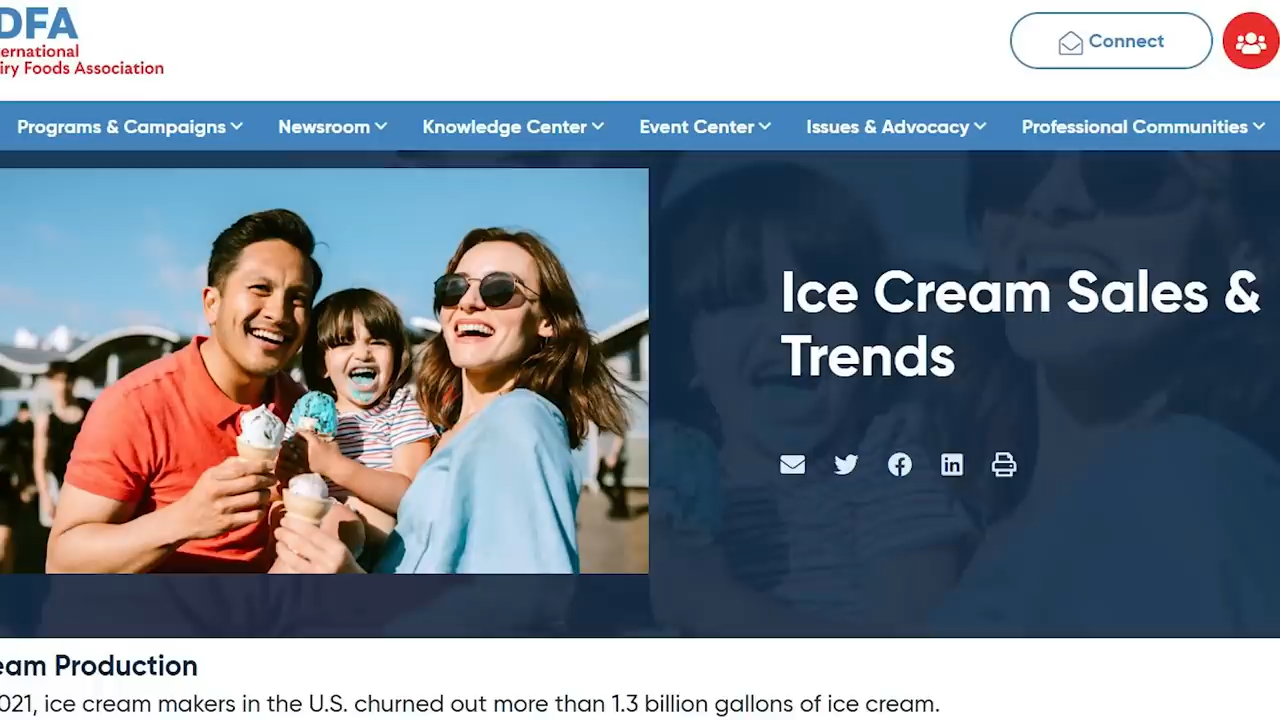 DFA
ernational
iry Foods Association
Connect
Programs & Campaigns
Newsroom
Knowledge Center
Event Center
Issues & Advocacy
Professional Communities
Ice Cream Sales &
Trends
eam Production
021, ice cream makers in the U.S. churned out more than 1.3 billion gallons of ice cream.